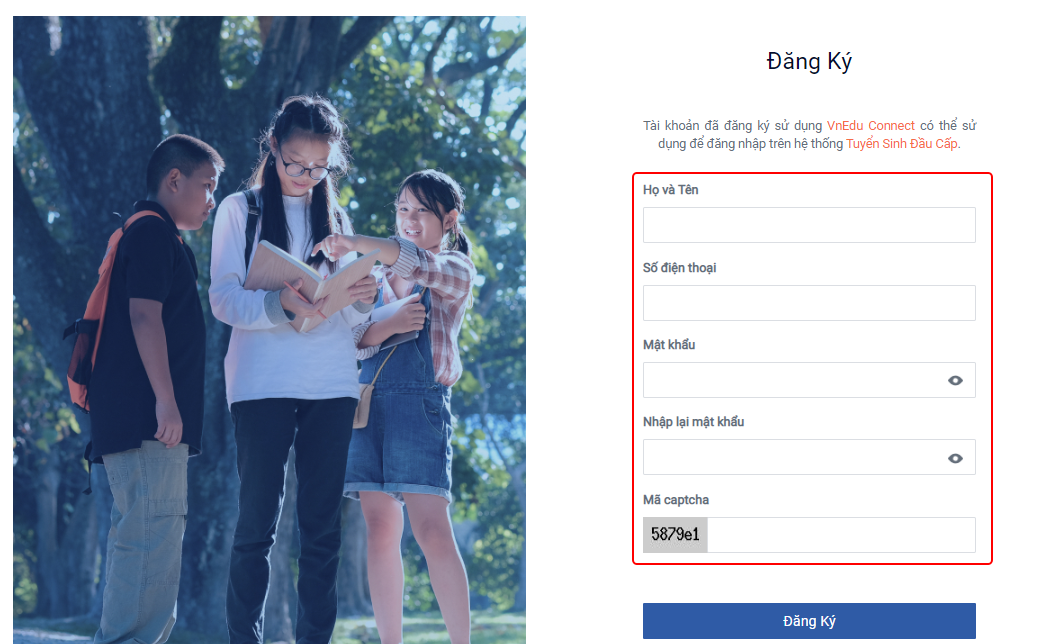 Đăng Ký
Tài khoản đã đăng ký sử dụng VnEdu Connect có thể sử
dụng để đăng nhập trên hệ thống Tuyển Sinh Đầu Cấp.
Họ và Tên
Số điện thoại
Mật khẩu
Nhập lại mật khẩu
Mã captcha
5879e1
Đăng Ký